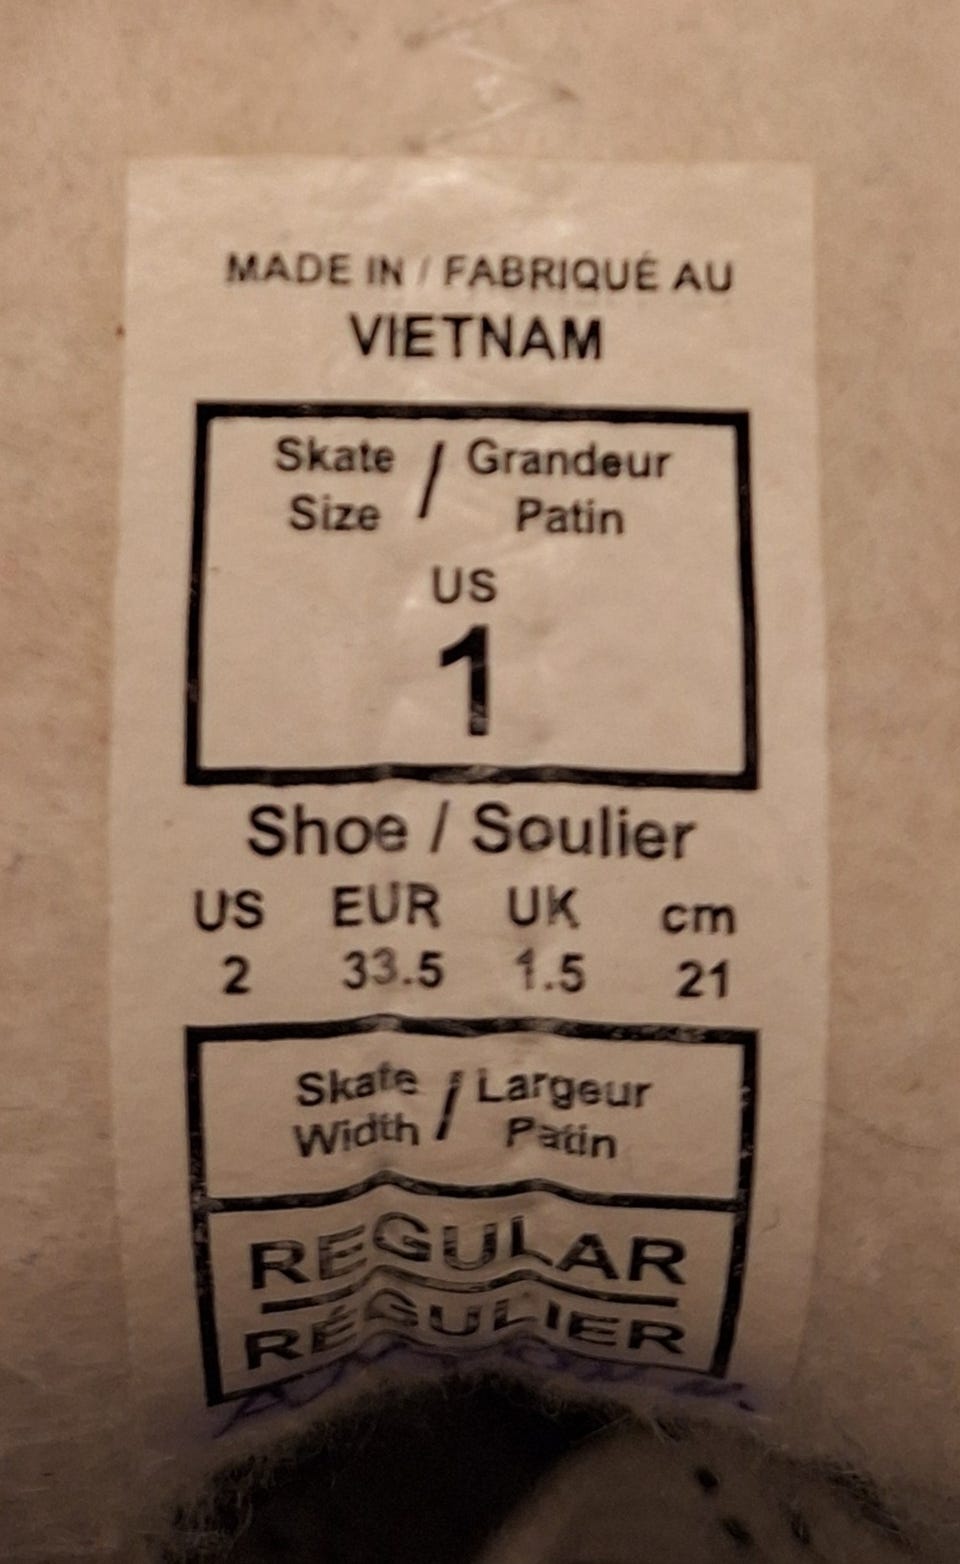 MADE IN / FABRIQUÉ AU
VIETNAM
Skate / Grandeur
Size Patin
US
1
Shoe / Soulier
US EUR UK cm
2 33.5 1.5 21
Skate / Largeur
Width Patin
REGULAR
RÉGULIER